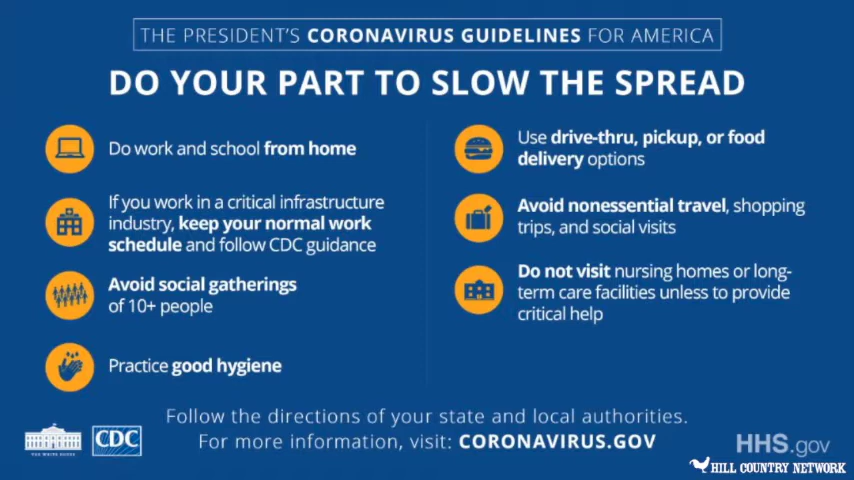 THE PRESIDENT'S CORONAVIRUS GUIDELINES FOR AMERICA
DO YOUR PART TO SLOW THE SPREAD
Do work and school from home
If you work in a critical infrastructure
industry, keep your normal work
schedule and follow CDC guidance
Avoid social gatherings
of 10+ people
Practice good hygiene
Use drive-thru, pickup, or food
delivery options
Avoid nonessential travel, shopping
trips, and social visits
Do not visit nursing homes or long-
term care facilities unless to provide
critical help
Follow the directions of your state and local authorities.
For more information, visit: CORONAVIRUS.GOV
THE WHITE HOUSE
CDC
HHS.gov
HILL COUNTRY NETWORK